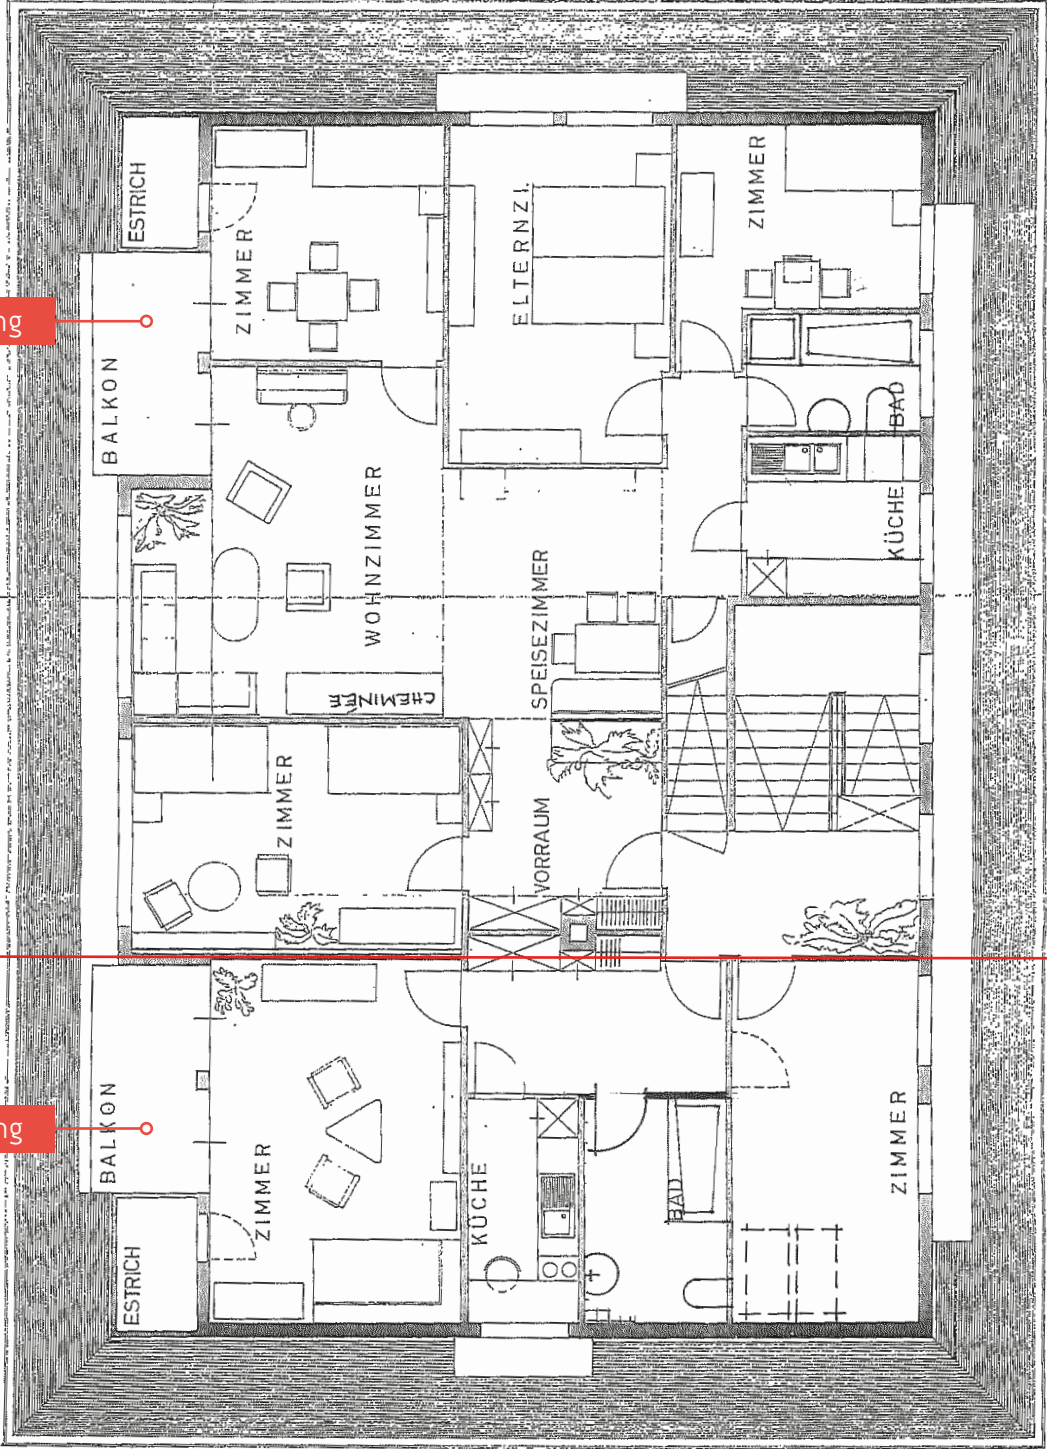 ESTRICH
ZIMMER
ELTERNZI.
ZIMMER
ng
BALKON
BAD
WOHNZIMMER
KÜCHE
SPEISEZIMMER
CHEMINÉE
ZIMMER
VORRAUM
BALKON
ng
ZIMMER
KÜCHE
BAD
ZIMMER
ESTRICH